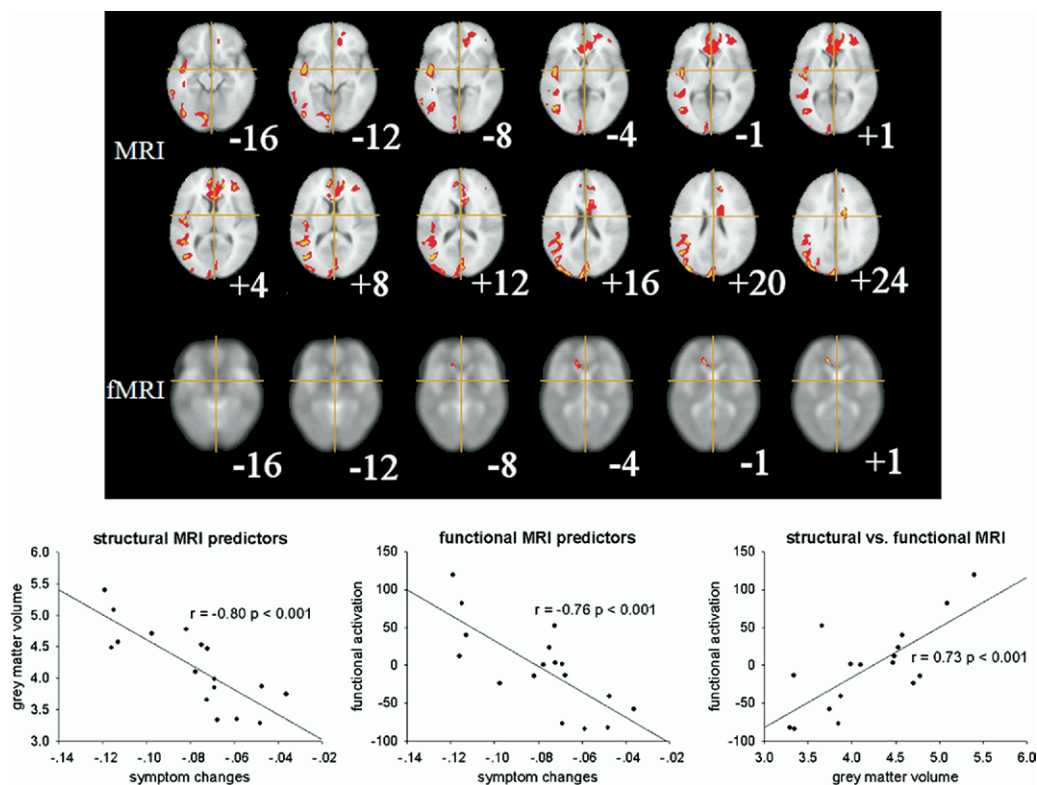 -16 -12 -8 -4 -1 +1
MRI
+4 +8 +12 +16 +20 +24
fMRI
-16 -12 -8 -4 -1 +1
structural MRI predictors
6.0
5.5
5.0
4.5
4.0
3.5
3.0
grey matter volume
r = -0.80 p < 0.001
-.14 -.12 -.10 -.08 -.06 -.04 -.02
symptom changes
functional MRI predictors
150
100
50
0
-50
-100
functional activation
r = -0.76 p < 0.001
-.14 -.12 -.10 -.08 -.06 -.04 -.02
symptom changes
structural vs. functional MRI
150
100
50
0
-50
-100
functional activation
r = 0.73 p < 0.001
3.0 3.5 4.0 4.5 5.0 5.5 6.0
grey matter volume